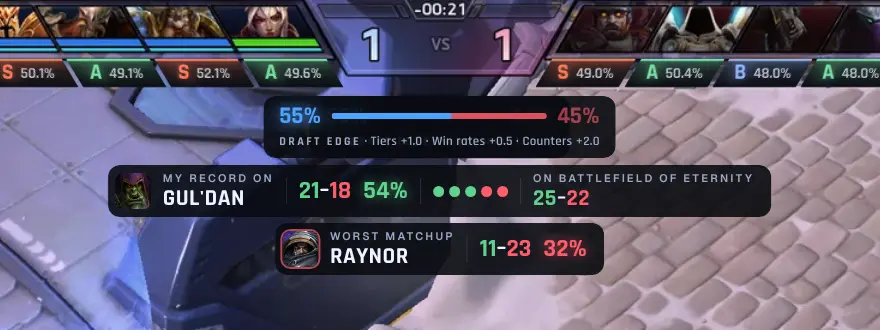 -00:21
1 VS 1
S 50.1% A 49.1% S 52.1% A 49.6% S 49.0% A 50.4% B 48.0% A 48.0%
55% 45%
DRAFT EDGE · Tiers +1.0 · Win rates +0.5 · Counters +2.0
MY RECORD ON
GUL'DAN
21-18 54%
ON BATTLEFIELD OF ETERNITY
25-22
WORST MATCHUP
RAYNOR
11-23 32%